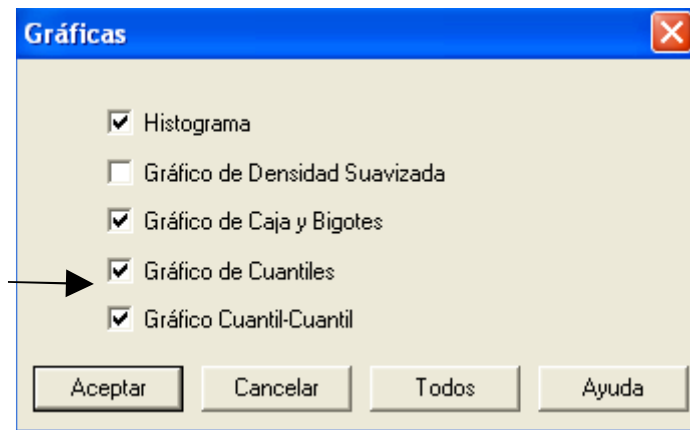 Gráficas
Histograma
Gráfico de Densidad Suavizada
Gráfico de Caja y Bigotes
Gráfico de Cuantiles
Gráfico Cuantil-Cuantil
Aceptar Cancelar Todos Ayuda